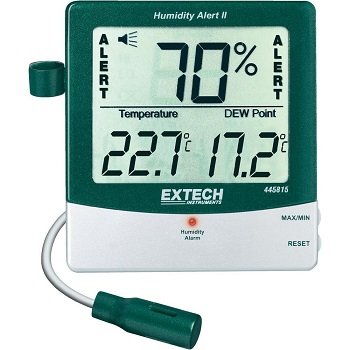 Humidity Alert II
ALERT
70%
ALERT
Temperature
DEW Point
22.7°C
17.2°C
EXTECH
INSTRUMENTS
445815
Humidity
Alarm
MAX/MIN
RESET